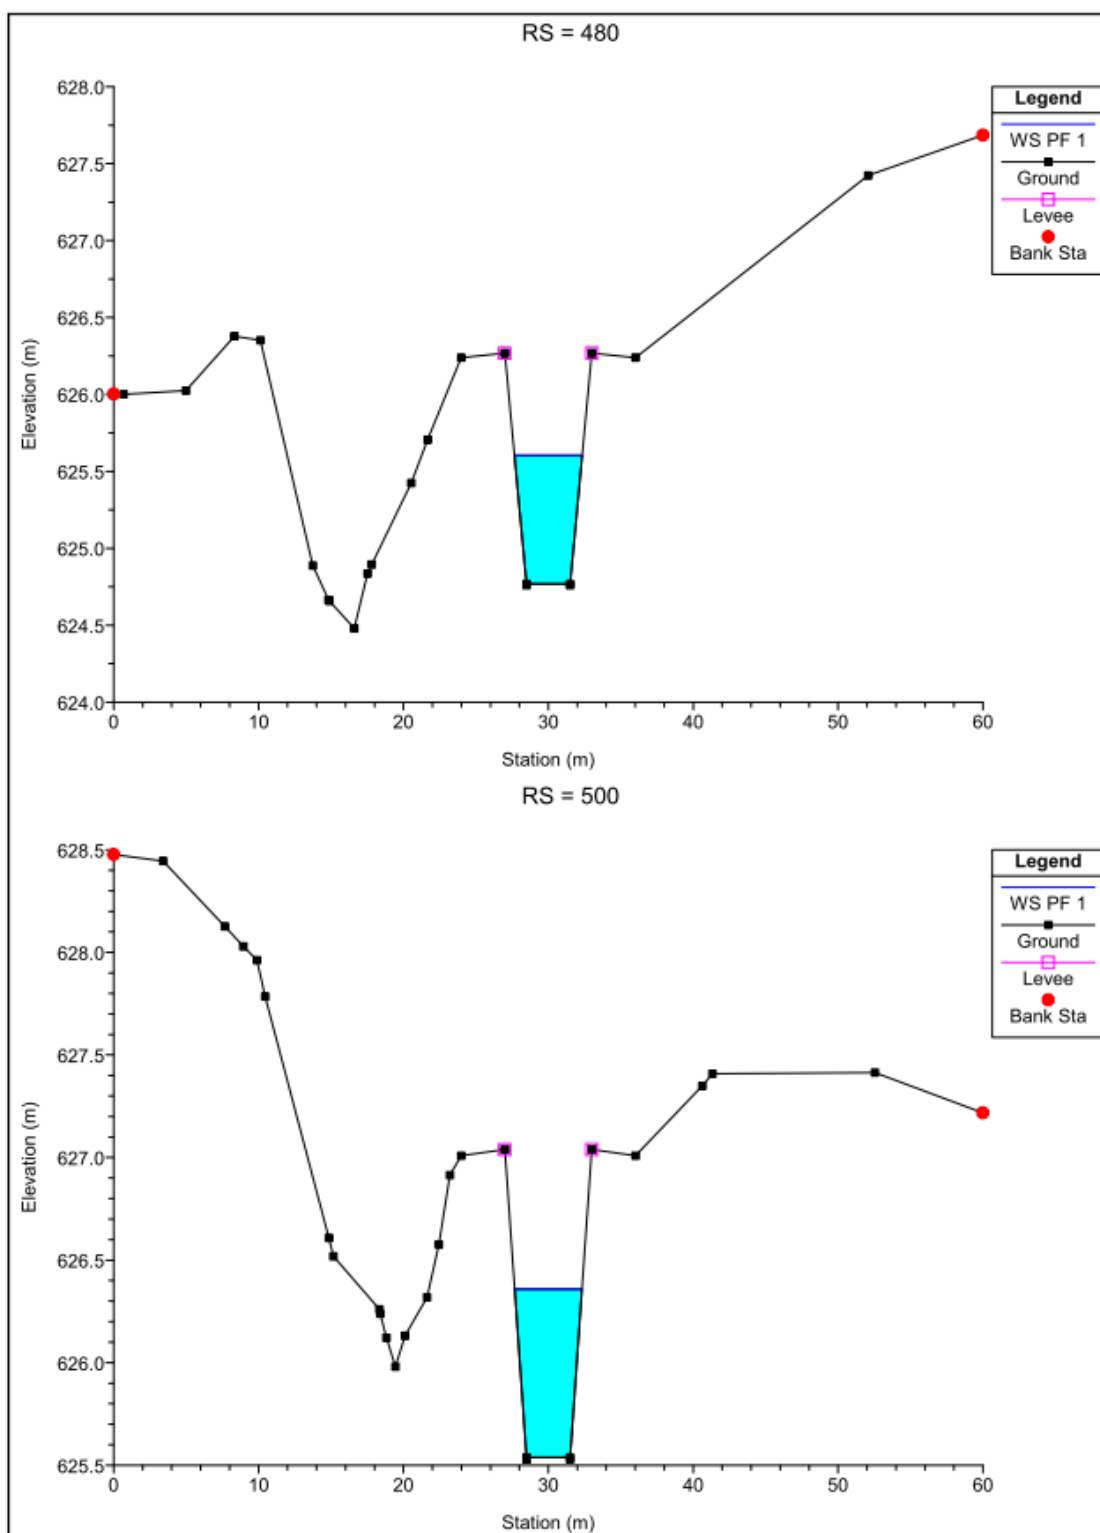 RS = 480
628.0
627.5
627.0
626.5
626.0
625.5
625.0
624.5
624.0
Elevation (m)
0 10 20 30 40 50 60
Station (m)
Legend
WS PF 1
Ground
Levee
Bank Sta
RS = 500
628.5
628.0
627.5
627.0
626.5
626.0
625.5
Elevation (m)
0 10 20 30 40 50 60
Station (m)
Legend
WS PF 1
Ground
Levee
Bank Sta